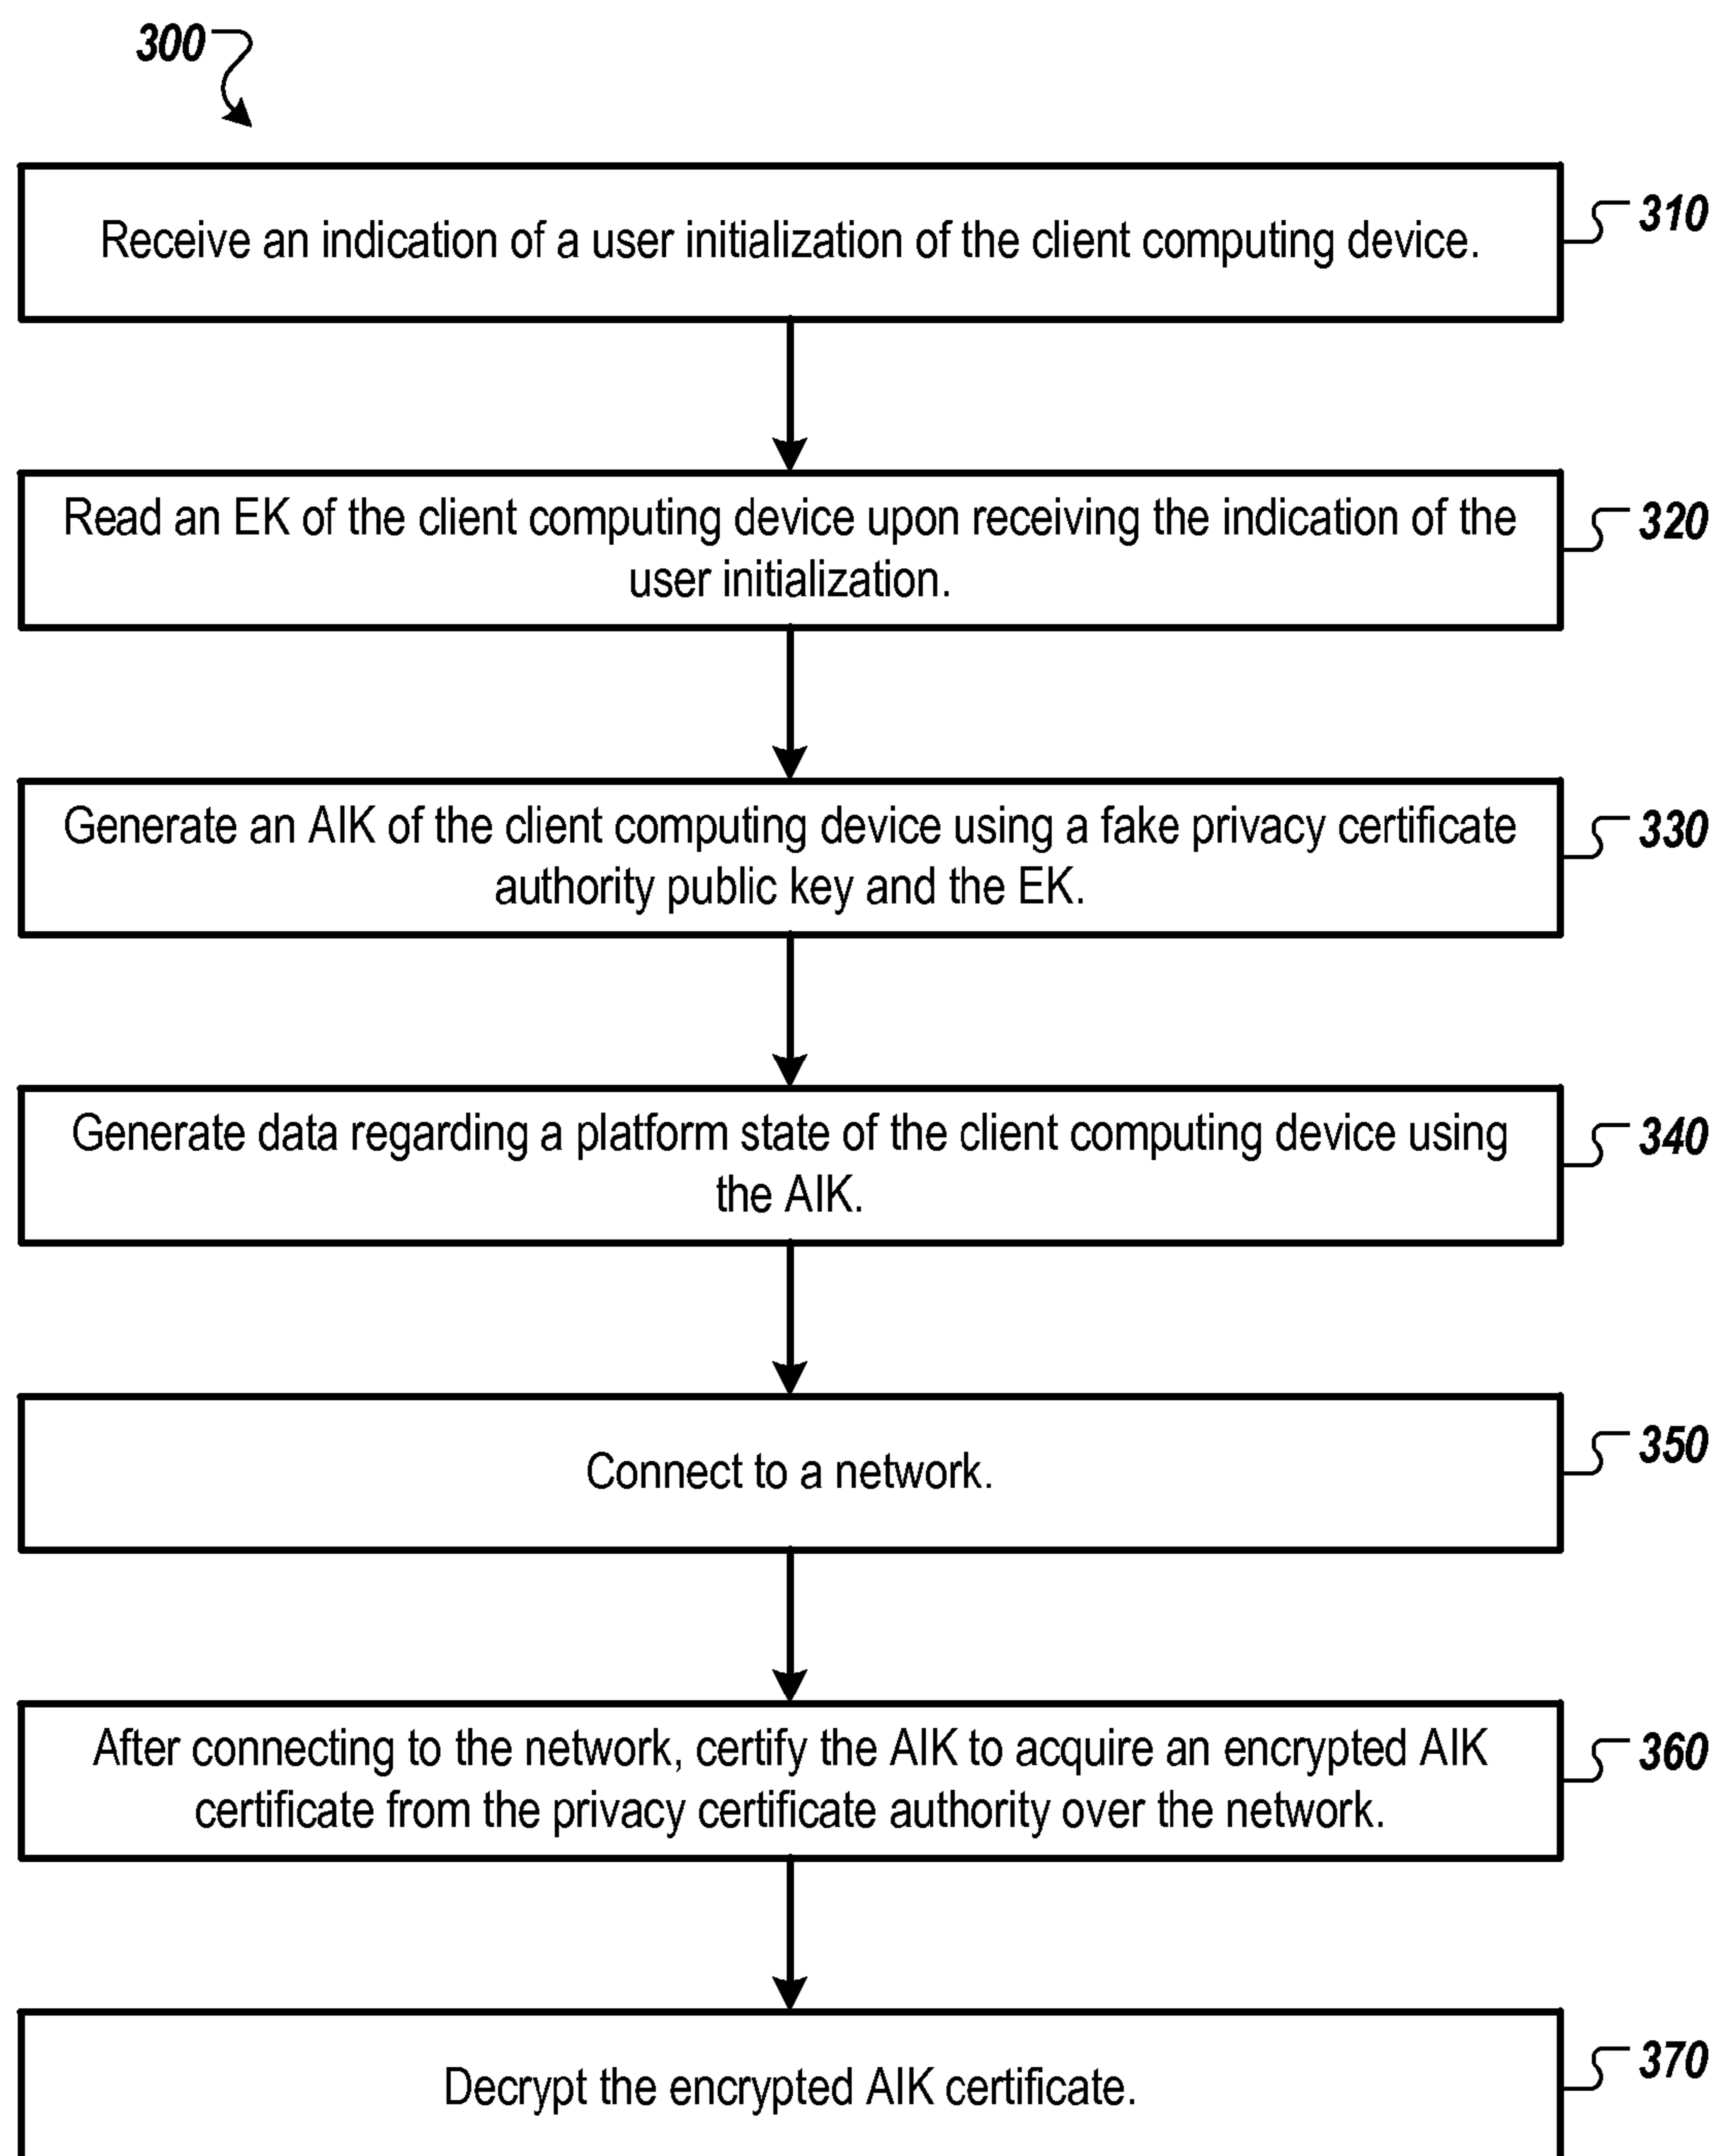 300
Receive an indication of a user initialization of the client computing device.
310
Read an EK of the client computing device upon receiving the indication of the
user initialization.
320
Generate an AIK of the client computing device using a fake privacy certificate
authority public key and the EK.
330
Generate data regarding a platform state of the client computing device using
the AIK.
340
Connect to a network.
350
After connecting to the network, certify the AIK to acquire an encrypted AIK
certificate from the privacy certificate authority over the network.
360
Decrypt the encrypted AIK certificate.
370